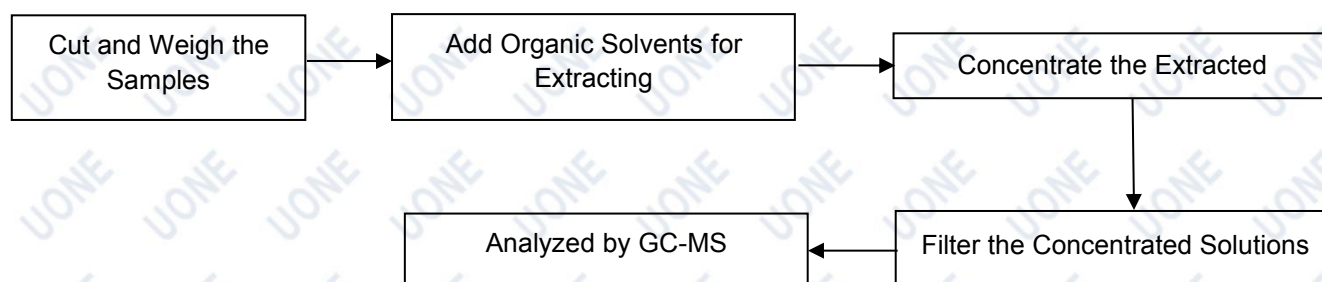 Cut and Weigh the
Samples
Add Organic Solvents for
Extracting
Concentrate the Extracted
Filter the Concentrated Solutions
Analyzed by GC-MS
UONE